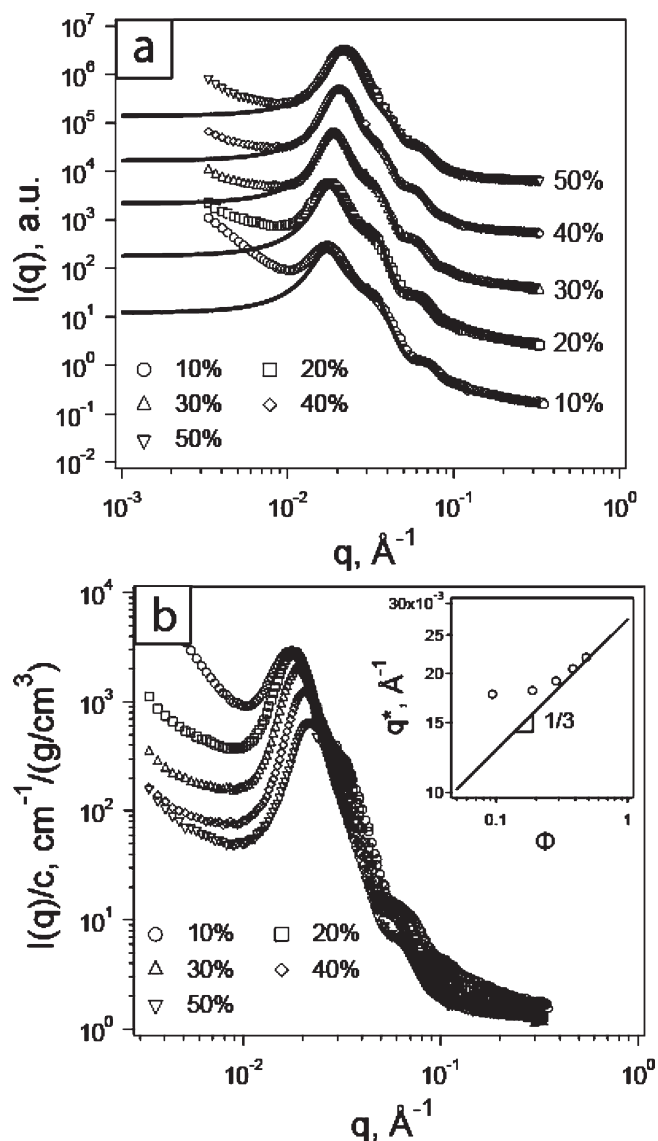 a
I(q), a.u.
10^7
10^6
10^5
10^4
10^3
10^2
10^1
10^0
10^-1
10^-2
50%
40%
30%
20%
10%
10% 20%
30% 40%
50%
10^-3 10^-2 10^-1 10^0
q, Å^-1
b
I(q)/c, cm^-1/(g/cm^3)
10^4
10^3
10^2
10^1
10^0
30x10^-3
25
20
15
10
q*, Å^-1
1/3
0.1 1
Φ
10% 20%
30% 40%
50%
10^-2 10^-1 10^0
q, Å^-1